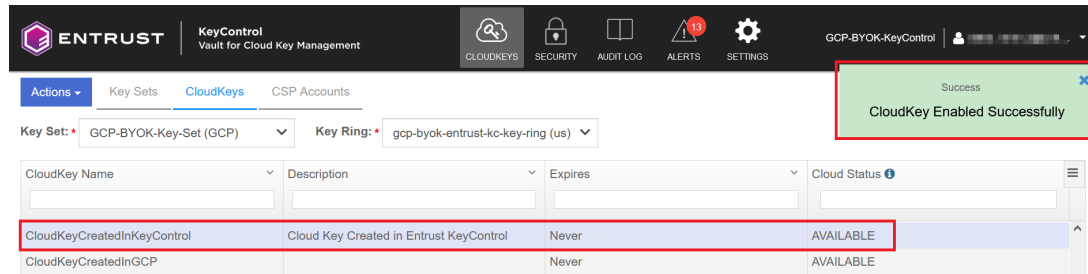 ENTRUST
KeyControl
Vault for Cloud Key Management
CLOUDKEYS
SECURITY
AUDIT LOG
13
ALERTS
SETTINGS
GCP-BYOK-KeyControl
Success
CloudKey Enabled Successfully
Actions
Key Sets
CloudKeys
CSP Accounts
Key Set: * GCP-BYOK-Key-Set (GCP)
Key Ring: * gcp-byok-entrust-kc-key-ring (us)
CloudKey Name Description Expires Cloud Status
CloudKeyCreatedInKeyControl Cloud Key Created in Entrust KeyControl Never AVAILABLE
CloudKeyCreatedInGCP Never AVAILABLE